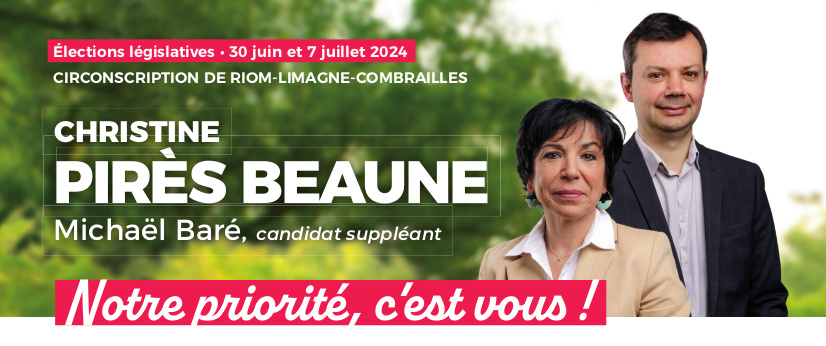 Élections législatives • 30 juin et 7 juillet 2024
CIRCONSCRIPTION DE RIOM-LIMAGNE-COMBRAILLES
CHRISTINE
PIRÈS BEAUNE
Michaël Baré, candidat suppléant
Notre priorité, c'est vous !